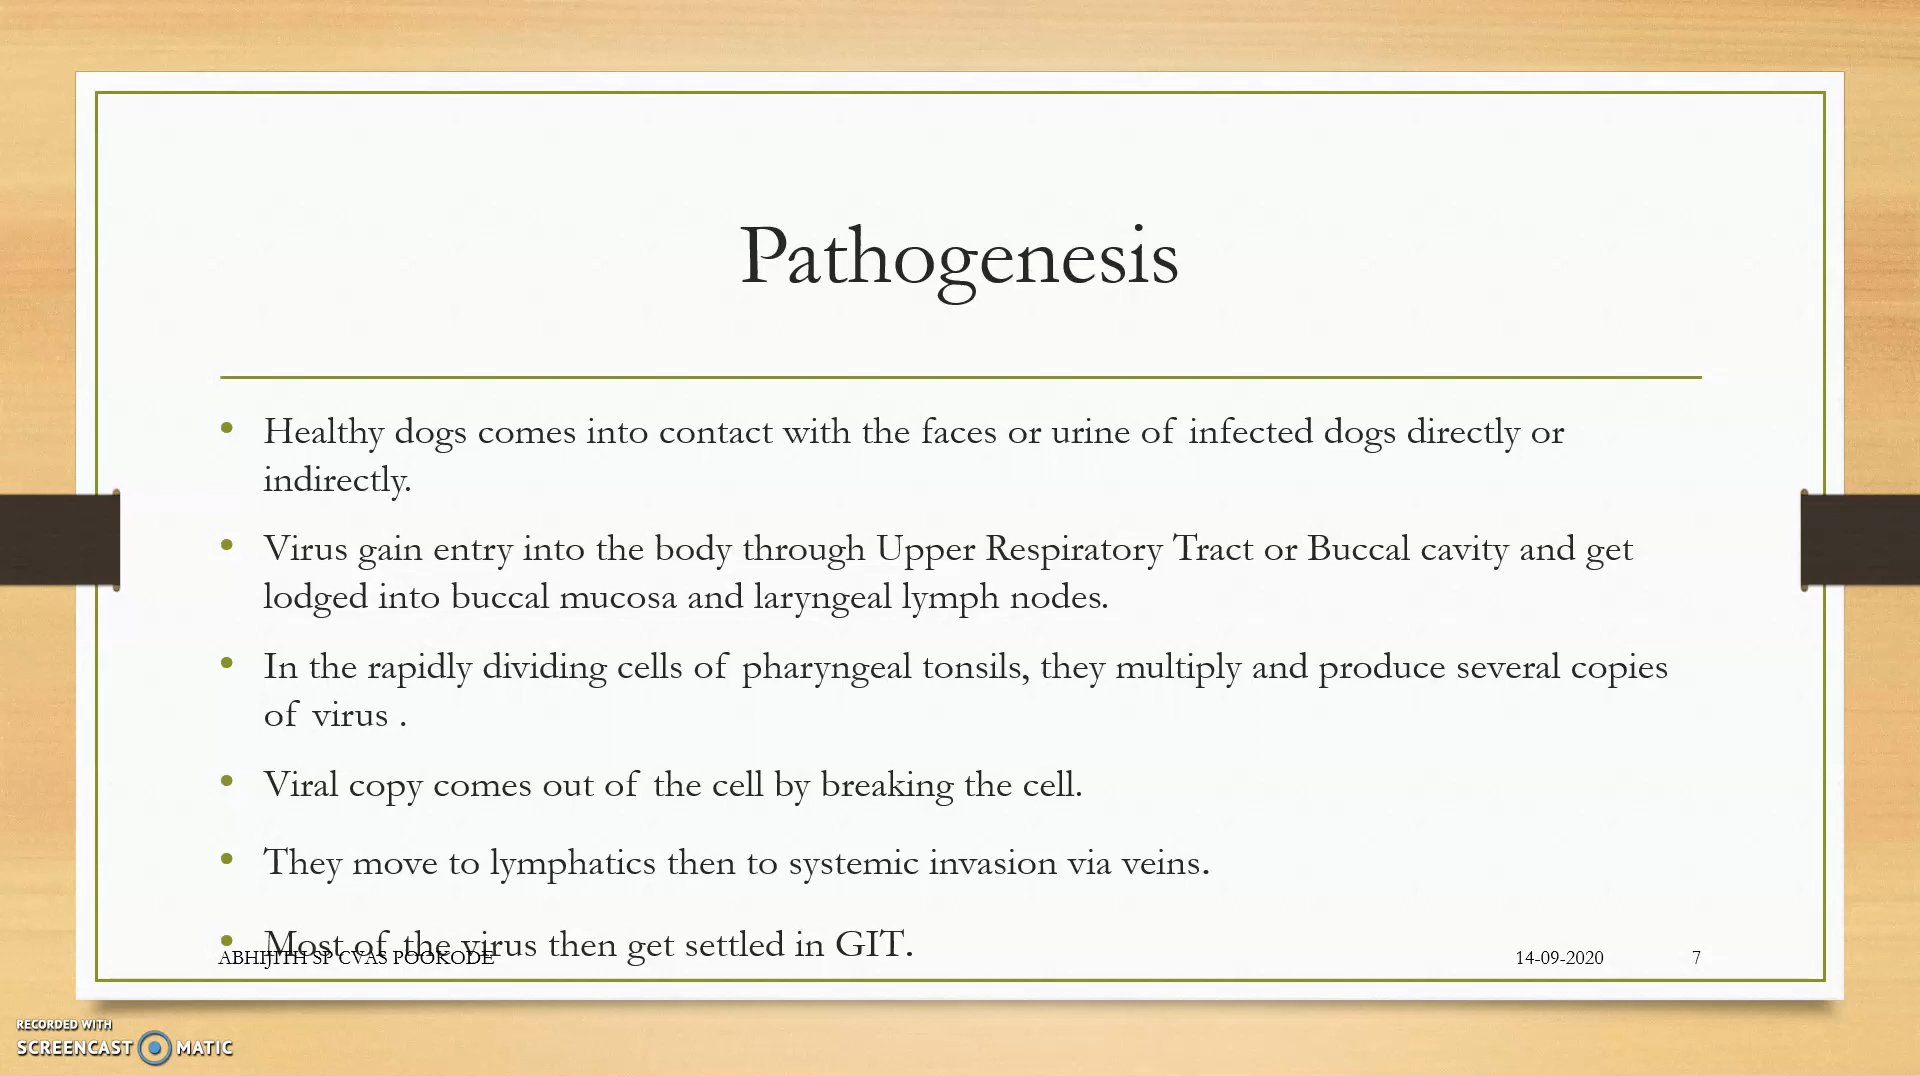 Pathogenesis
• Healthy dogs comes into contact with the faces or urine of infected dogs directly or
indirectly.
• Virus gain entry into the body through Upper Respiratory Tract or Buccal cavity and get
lodged into buccal mucosa and laryngeal lymph nodes.
• In the rapidly dividing cells of pharyngeal tonsils, they multiply and produce several copies
of virus .
• Viral copy comes out of the cell by breaking the cell.
• They move to lymphatics then to systemic invasion via veins.
• Most of the virus then get settled in GIT.
ABHIJITH SP CVAS POOKODE
14-09-2020
7
RECORDED WITH
SCREENCAST MATIC